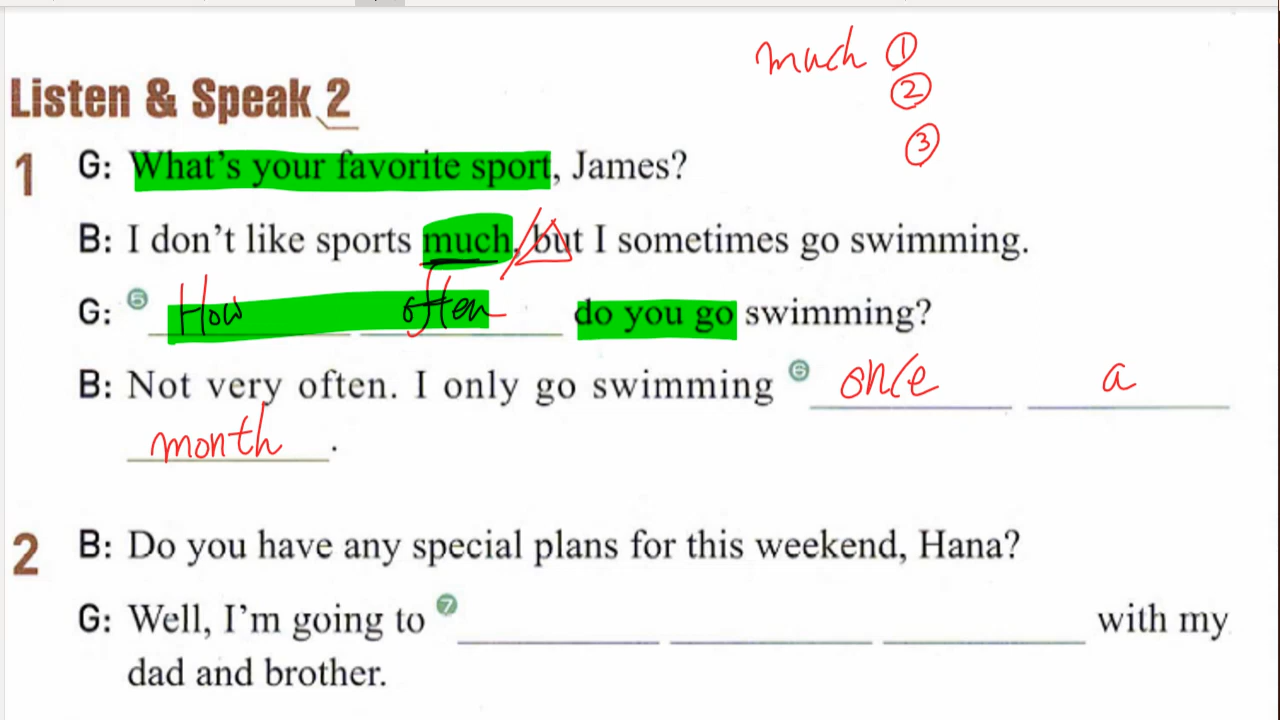 much ①
②
③
Listen & Speak 2
1 G: What's your favorite sport, James?
B: I don't like sports much, but I sometimes go swimming.
G: ⑤ How often do you go swimming?
B: Not very often. I only go swimming ⑥ once a
month.
2 B: Do you have any special plans for this weekend, Hana?
G: Well, I'm going to ⑦ with my
dad and brother.